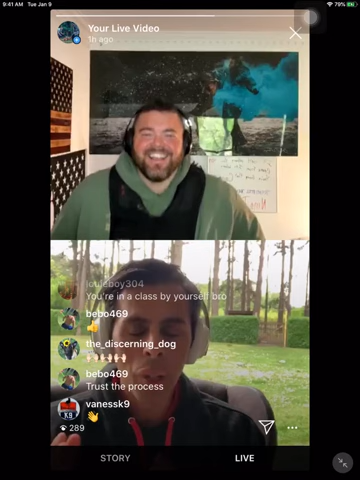 9:41 AM Tue Jan 9
79%
Your Live Video
1h ago
You're in a class by yourself bro
bebo469
👍🏻
the_discerning_dog
🙌🏻🙌🏻🙌🏻
bebo469
Trust the process
vanessk9
👋
289
STORY
LIVE